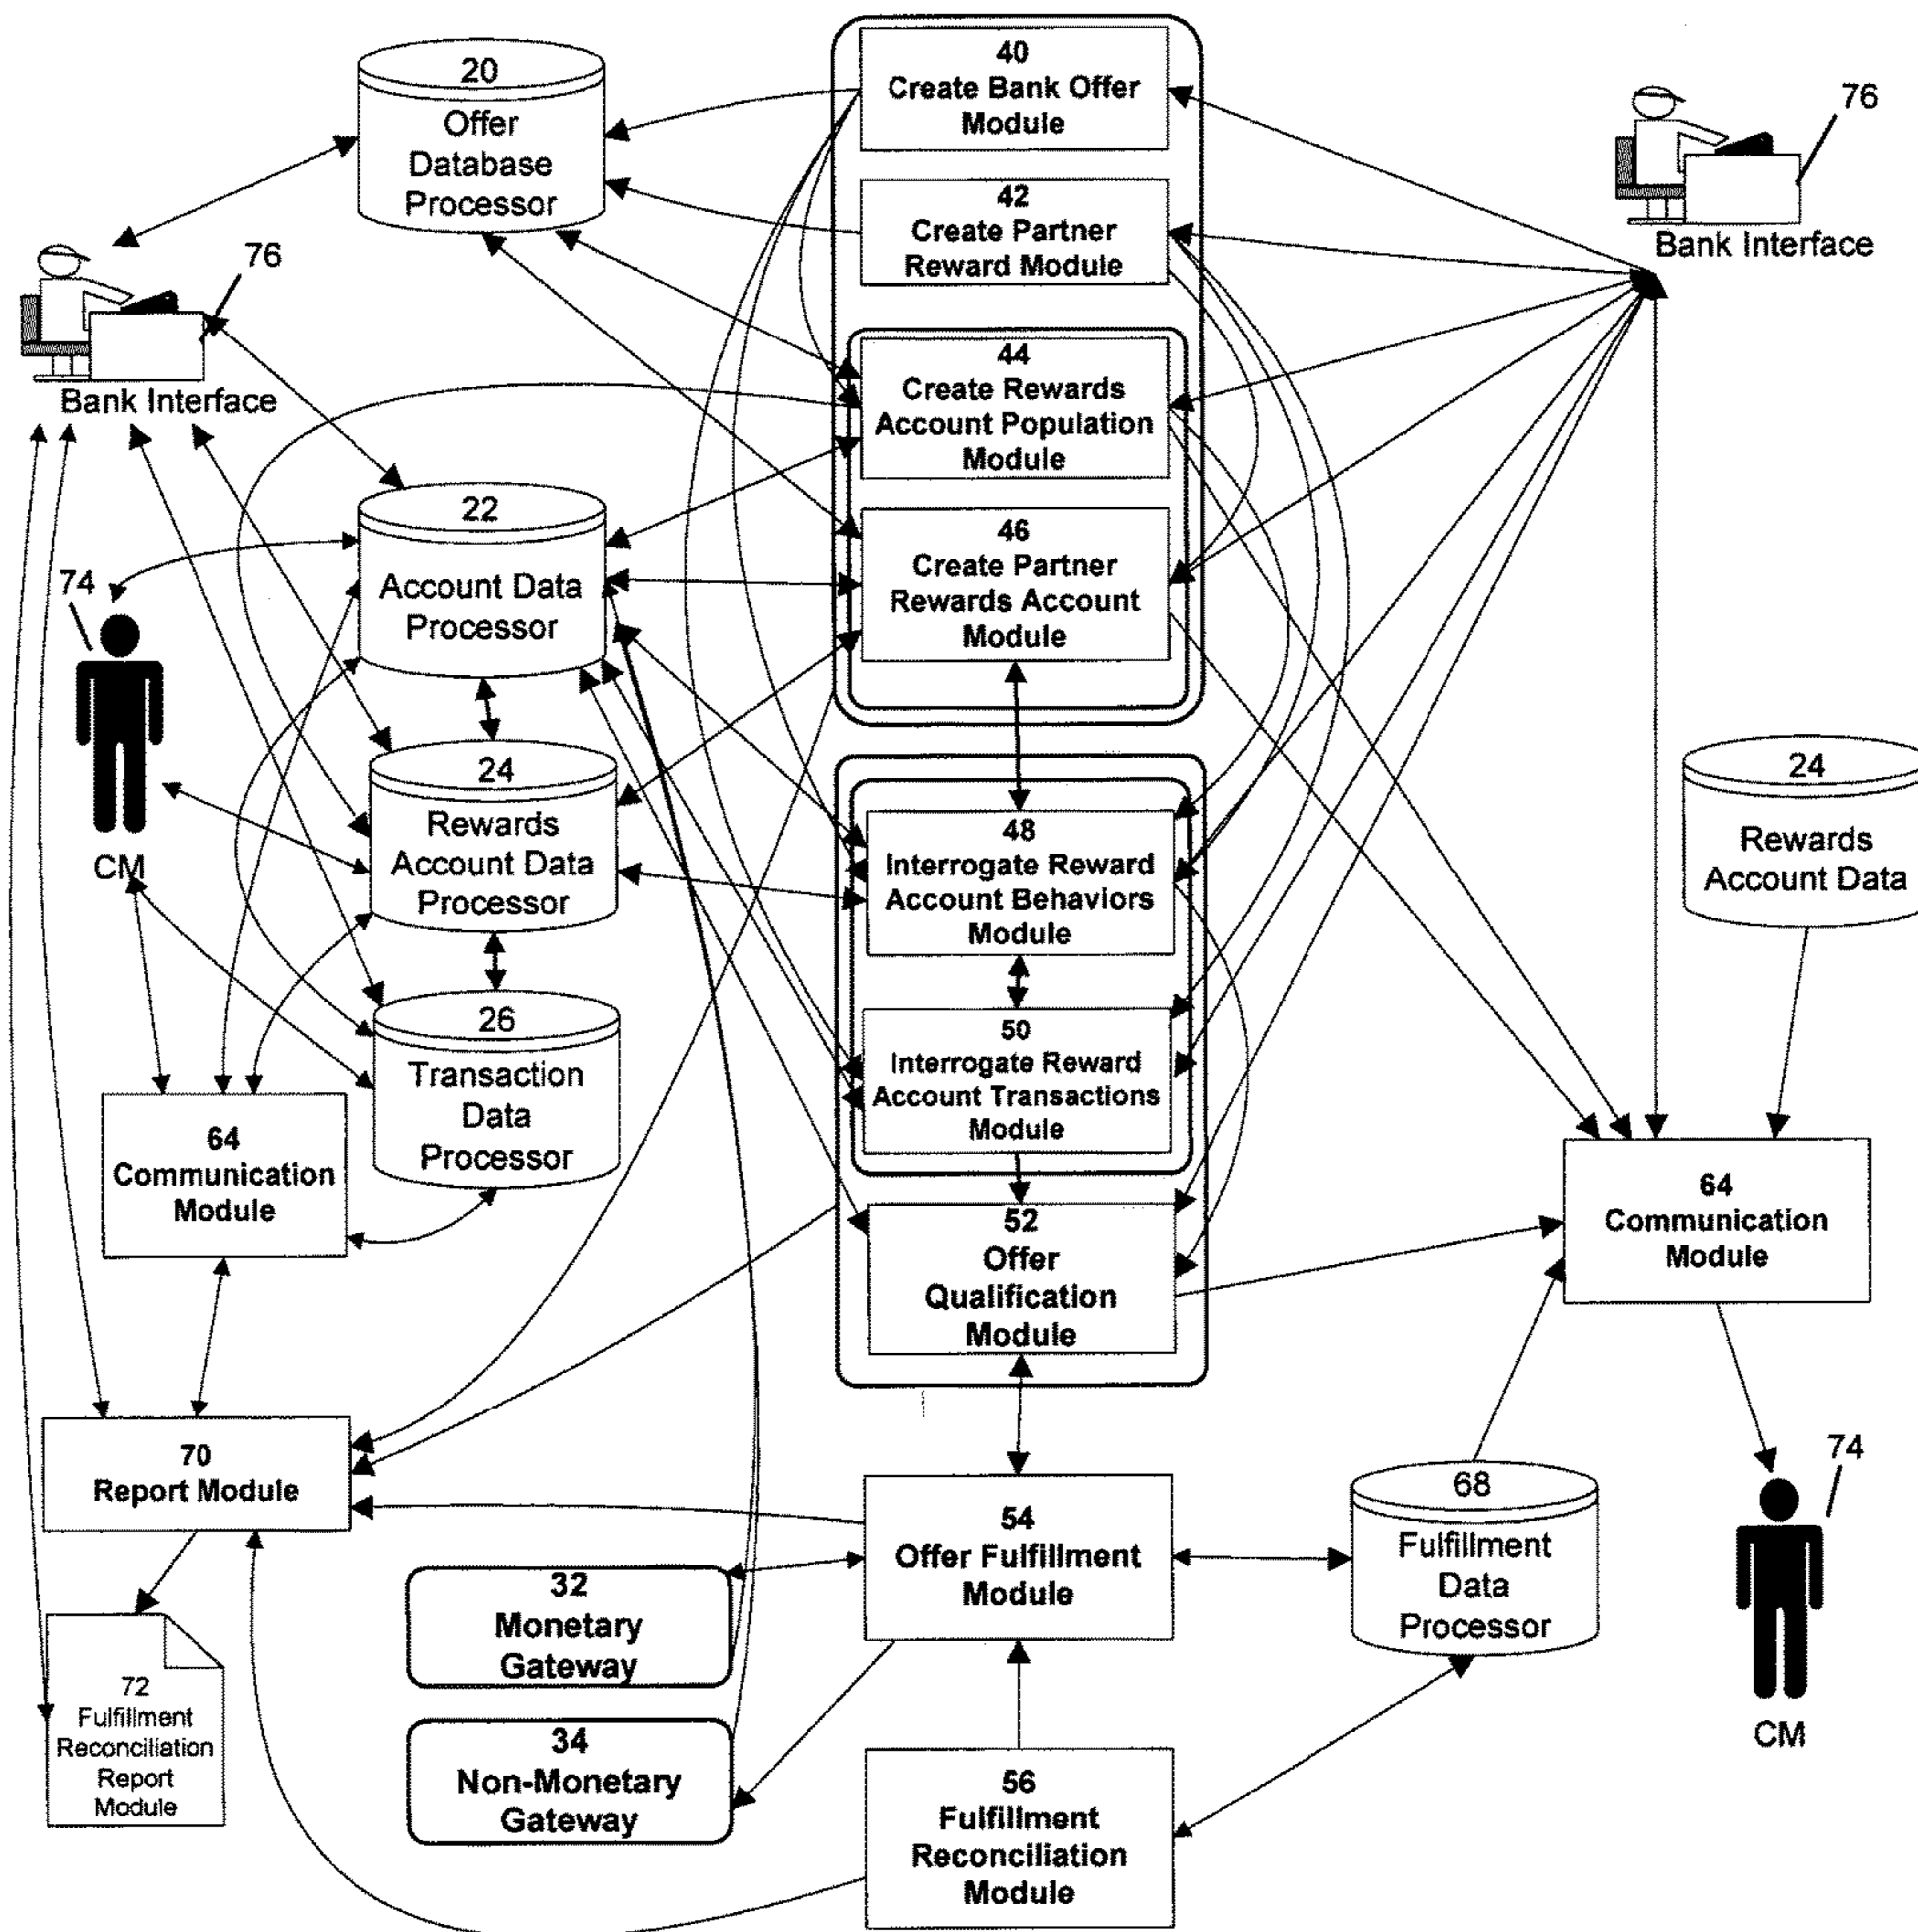 20
Offer
Database
Processor
40
Create Bank Offer
Module
42
Create Partner
Reward Module
44
Create Rewards
Account Population
Module
46
Create Partner
Rewards Account
Module
76
Bank Interface
76
Bank Interface
22
Account Data
Processor
74
CM
24
Rewards
Account Data
Processor
26
Transaction
Data
Processor
48
Interrogate Reward
Account Behaviors
Module
50
Interrogate Reward
Account Transactions
Module
52
Offer
Qualification
Module
24
Rewards
Account Data
64
Communication
Module
64
Communication
Module
70
Report Module
72
Fulfillment
Reconciliation
Report
Module
32
Monetary
Gateway
34
Non-Monetary
Gateway
54
Offer Fulfillment
Module
56
Fulfillment
Reconciliation
Module
68
Fulfillment
Data
Processor
74
CM